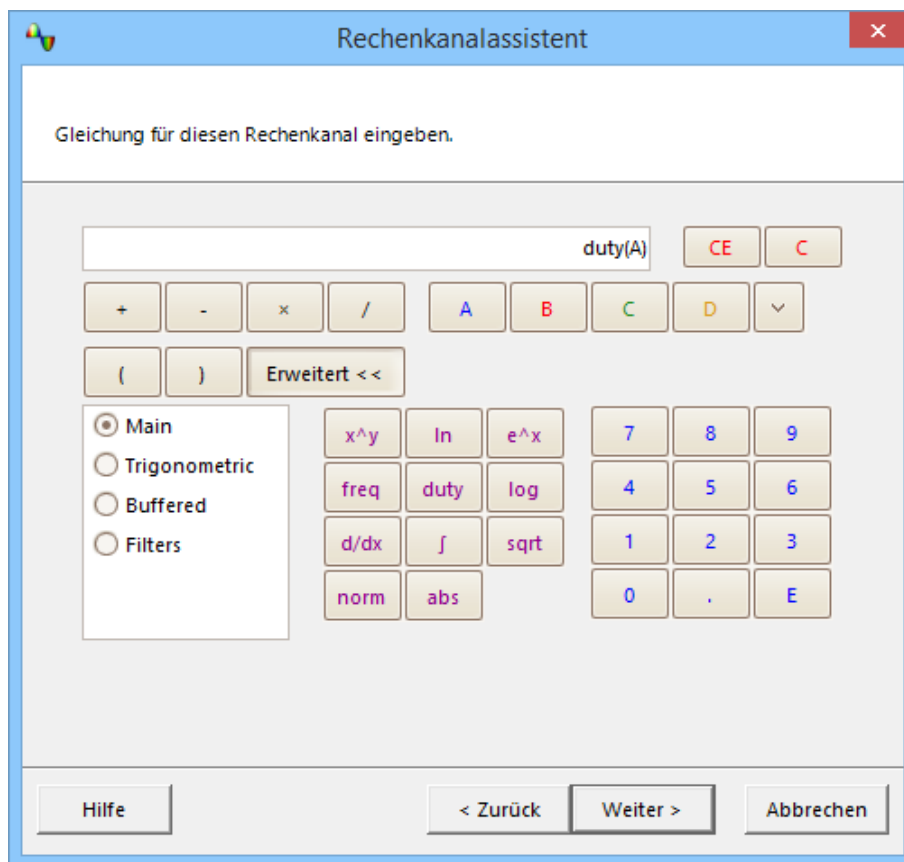 Rechenkanalassistent
Gleichung für diesen Rechenkanal eingeben.
duty(A) CE C
+ - × / A B C D
( ) Erweitert <<
Main
Trigonometric
Buffered
Filters
x^y ln e^x 7 8 9
freq duty log 4 5 6
d/dx ∫ sqrt 1 2 3
norm abs 0 . E
Hilfe < Zurück Weiter > Abbrechen